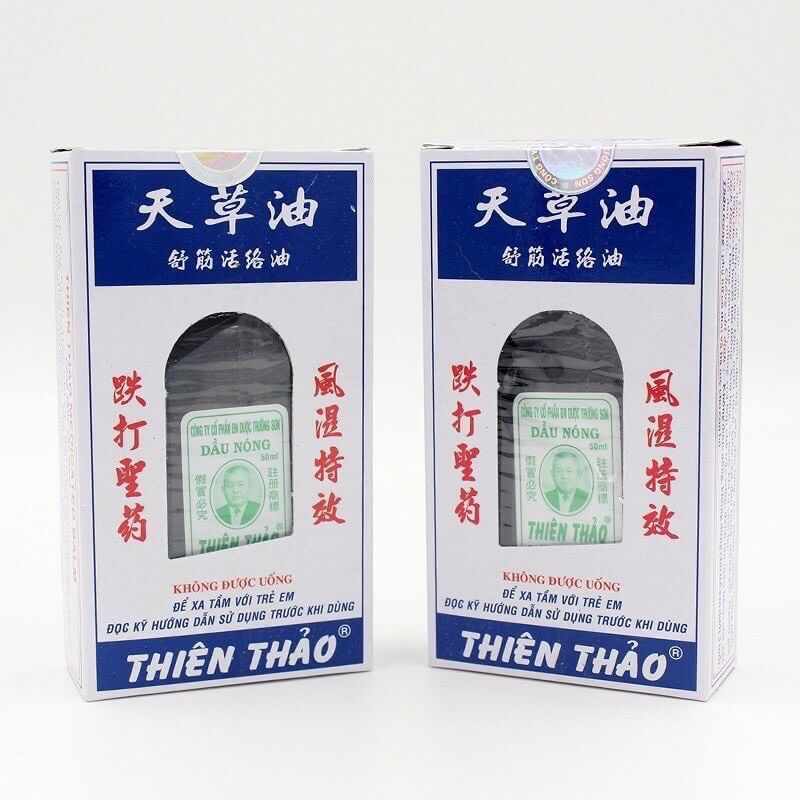 天草油
舒筋活络油
跌打聖药
風濕特效
CÔNG TY CỔ PHẦN ĐN DƯỢC TRƯỜNG SƠN
DẦU NÓNG
50ml
假冒必究
註册商標
THIÊN THẢO®
KHÔNG ĐƯỢC UỐNG
ĐỂ XA TẦM VỚI TRẺ EM
ĐỌC KỸ HƯỚNG DẪN SỬ DỤNG TRƯỚC KHI DÙNG
THIÊN THẢO®
天草油
舒筋活络油
跌打聖药
風濕特效
CÔNG TY CỔ PHẦN ĐN DƯỢC TRƯỜNG SƠN
DẦU NÓNG
50ml
假冒必究
註册商標
THIÊN THẢO®
KHÔNG ĐƯỢC UỐNG
ĐỂ XA TẦM VỚI TRẺ EM
ĐỌC KỸ HƯỚNG DẪN SỬ DỤNG TRƯỚC KHI DÙNG
THIÊN THẢO®